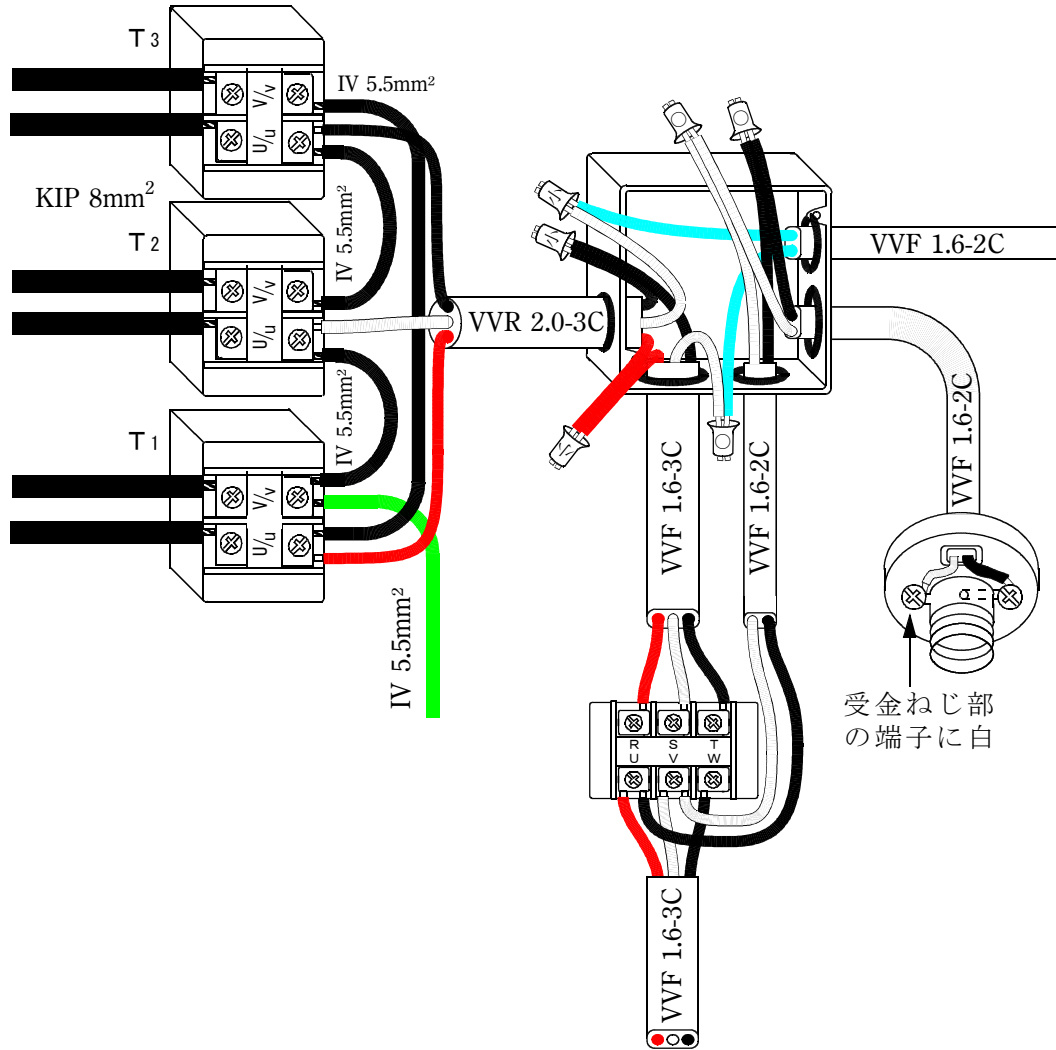 T3
IV 5.5mm²
V/v
U/u
KIP 8mm²
IV 5.5mm²
T2
V/v
U/u
VVR 2.0-3C
VVF 1.6-2C
IV 5.5mm²
T1
V/v
U/u
VVF 1.6-3C
VVF 1.6-2C
VVF 1.6-2C
IV 5.5mm²
受金ねじ部
の端子に白
R S T
U V W
VVF 1.6-3C